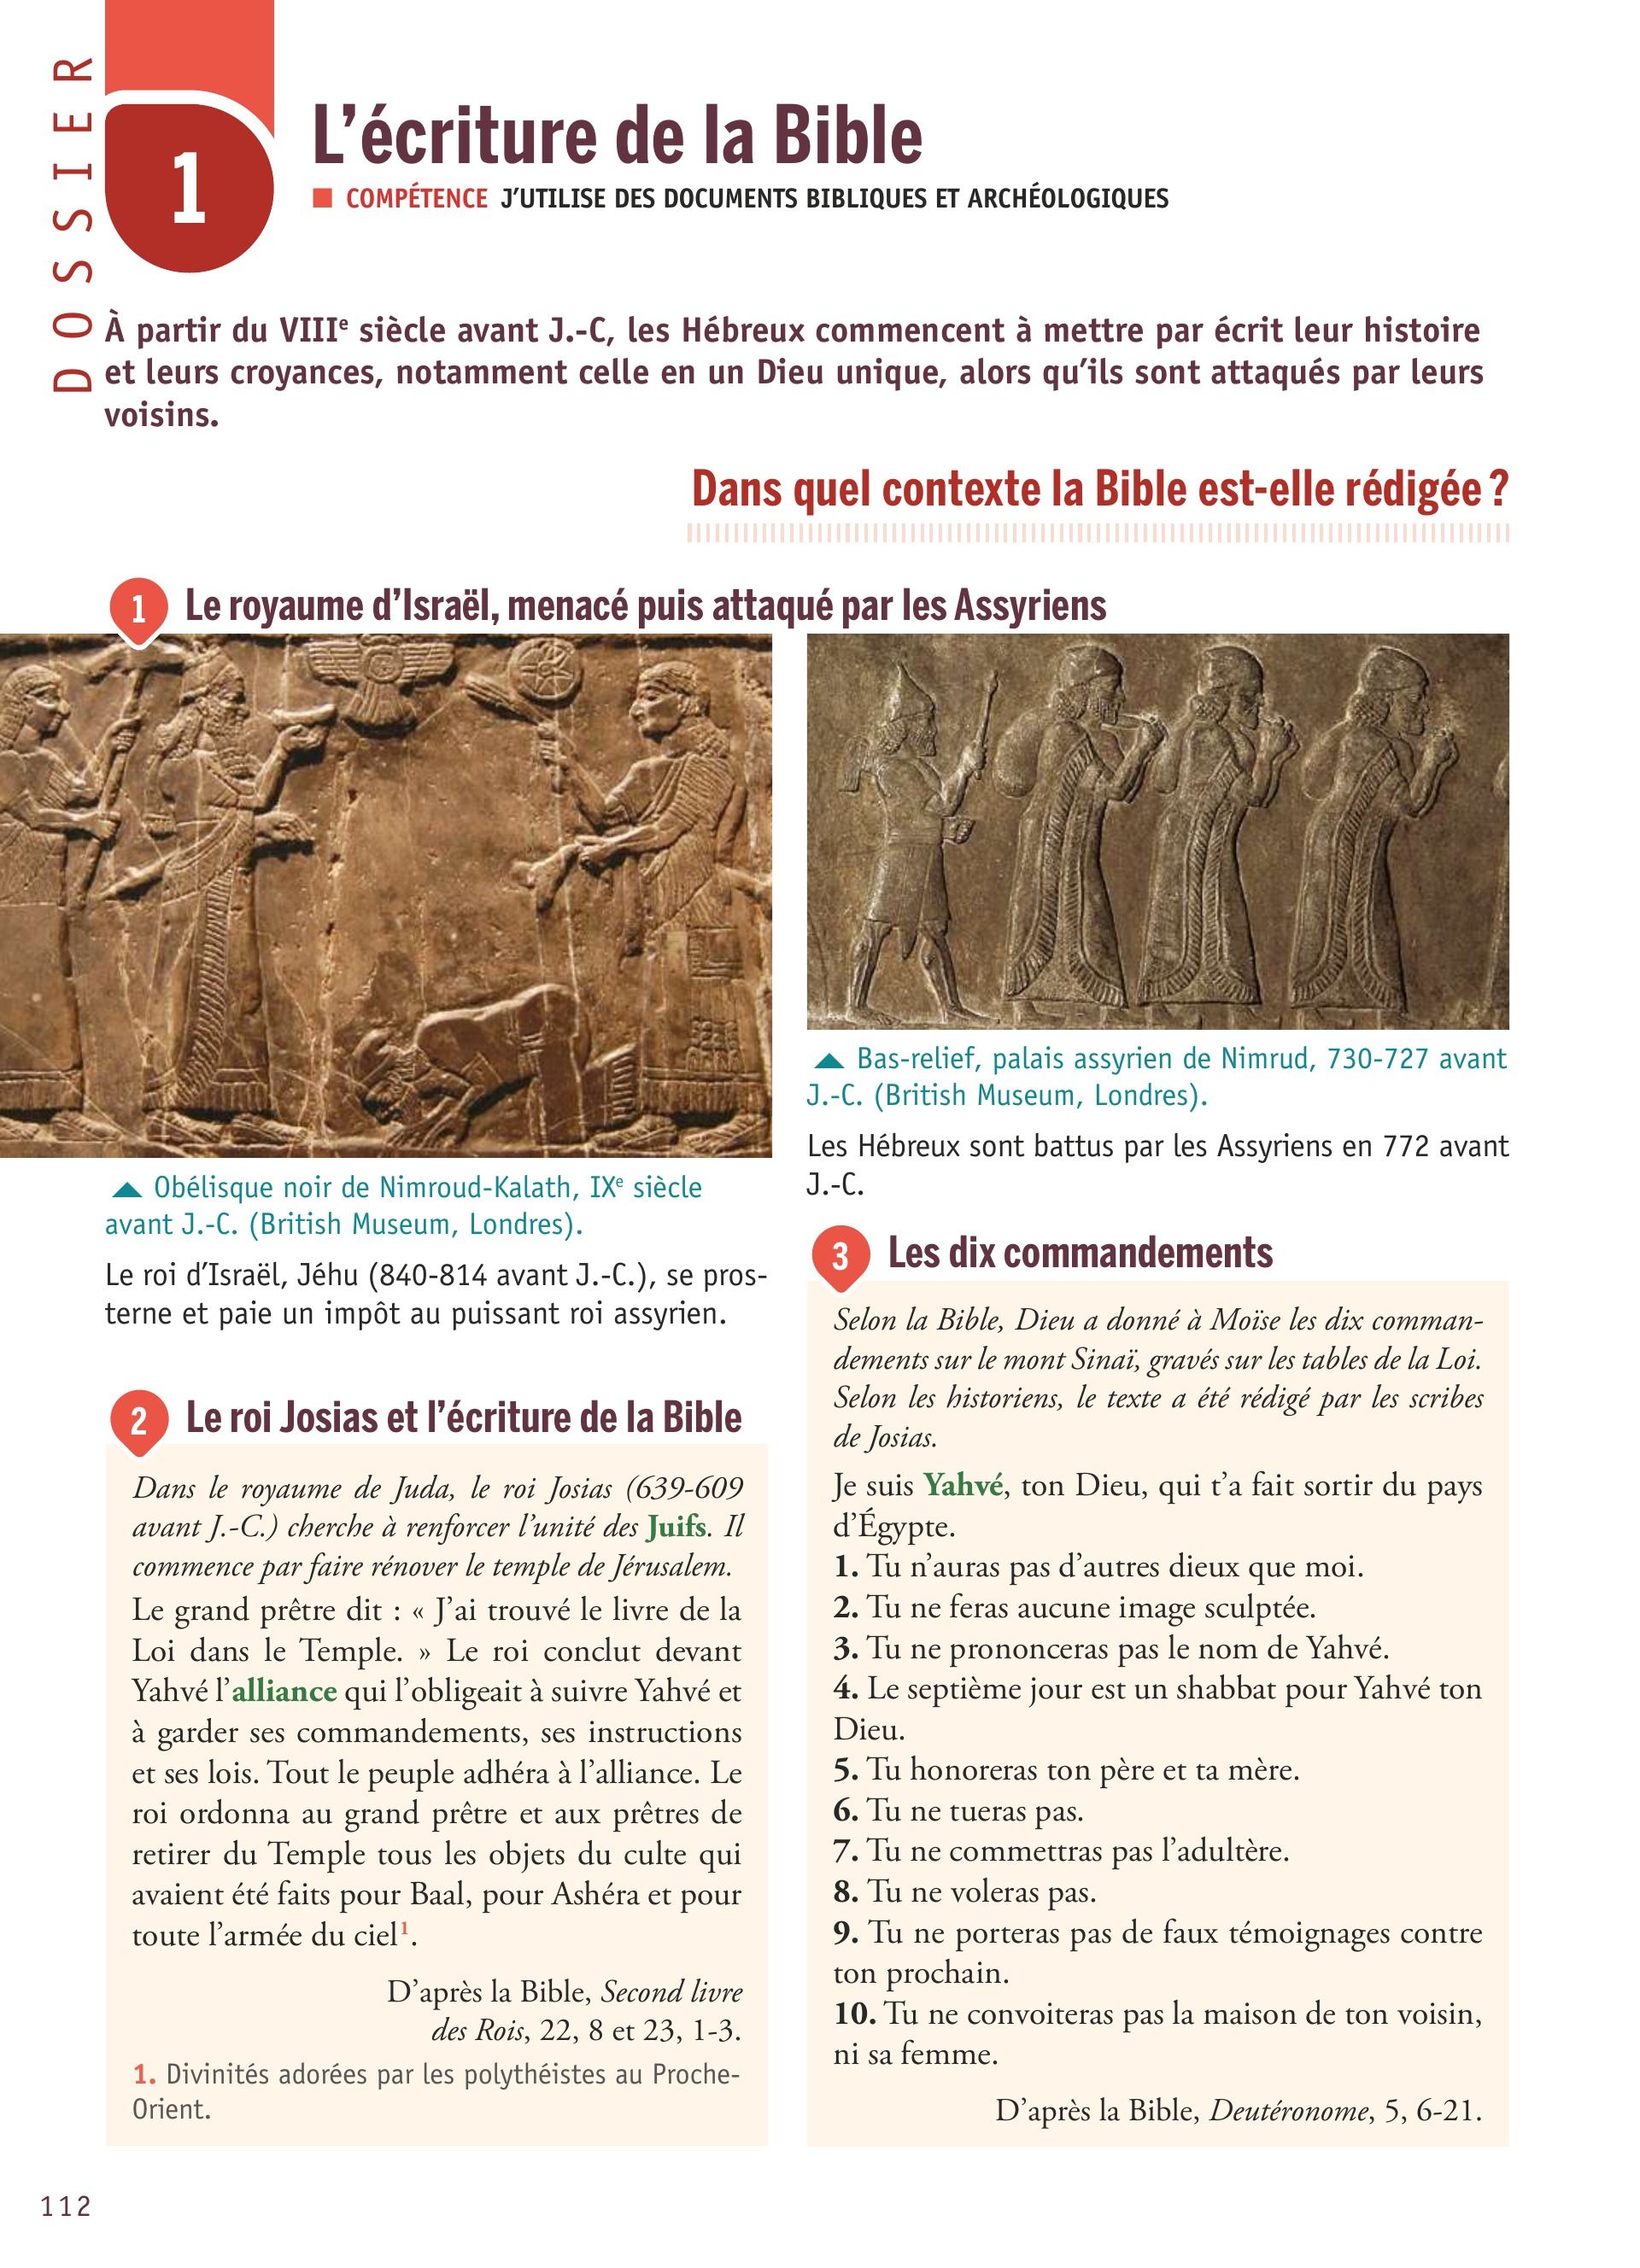 DOSSIER
1
L’écriture de la Bible
COMPÉTENCE J’UTILISE DES DOCUMENTS BIBLIQUES ET ARCHÉOLOGIQUES
À partir du VIIIe siècle avant J.-C, les Hébreux commencent à mettre par écrit leur histoire
et leurs croyances, notamment celle en un Dieu unique, alors qu’ils sont attaqués par leurs
voisins.
Dans quel contexte la Bible est-elle rédigée ?
1 Le royaume d’Israël, menacé puis attaqué par les Assyriens
Obélisque noir de Nimroud-Kalath, IXe siècle
avant J.-C. (British Museum, Londres).
Le roi d’Israël, Jéhu (840-814 avant J.-C.), se pros-
terne et paie un impôt au puissant roi assyrien.
Bas-relief, palais assyrien de Nimrud, 730-727 avant
J.-C. (British Museum, Londres).
Les Hébreux sont battus par les Assyriens en 772 avant
J.-C.
2 Le roi Josias et l’écriture de la Bible
Dans le royaume de Juda, le roi Josias (639-609
avant J.-C.) cherche à renforcer l’unité des Juifs. Il
commence par faire rénover le temple de Jérusalem.
Le grand prêtre dit : « J’ai trouvé le livre de la
Loi dans le Temple. » Le roi conclut devant
Yahvé l’alliance qui l’obligeait à suivre Yahvé et
à garder ses commandements, ses instructions
et ses lois. Tout le peuple adhéra à l’alliance. Le
roi ordonna au grand prêtre et aux prêtres de
retirer du Temple tous les objets du culte qui
avaient été faits pour Baal, pour Ashéra et pour
toute l’armée du ciel1.
D’après la Bible, Second livre
des Rois, 22, 8 et 23, 1-3.
1. Divinités adorées par les polythéistes au Proche-
Orient.
3 Les dix commandements
Selon la Bible, Dieu a donné à Moïse les dix comman-
dements sur le mont Sinaï, gravés sur les tables de la Loi.
Selon les historiens, le texte a été rédigé par les scribes
de Josias.
Je suis Yahvé, ton Dieu, qui t’a fait sortir du pays
d’Égypte.
1. Tu n’auras pas d’autres dieux que moi.
2. Tu ne feras aucune image sculptée.
3. Tu ne prononceras pas le nom de Yahvé.
4. Le septième jour est un shabbat pour Yahvé ton
Dieu.
5. Tu honoreras ton père et ta mère.
6. Tu ne tueras pas.
7. Tu ne commettras pas l’adultère.
8. Tu ne voleras pas.
9. Tu ne porteras pas de faux témoignages contre
ton prochain.
10. Tu ne convoiteras pas la maison de ton voisin,
ni sa femme.
D’après la Bible, Deutéronome, 5, 6-21.
112